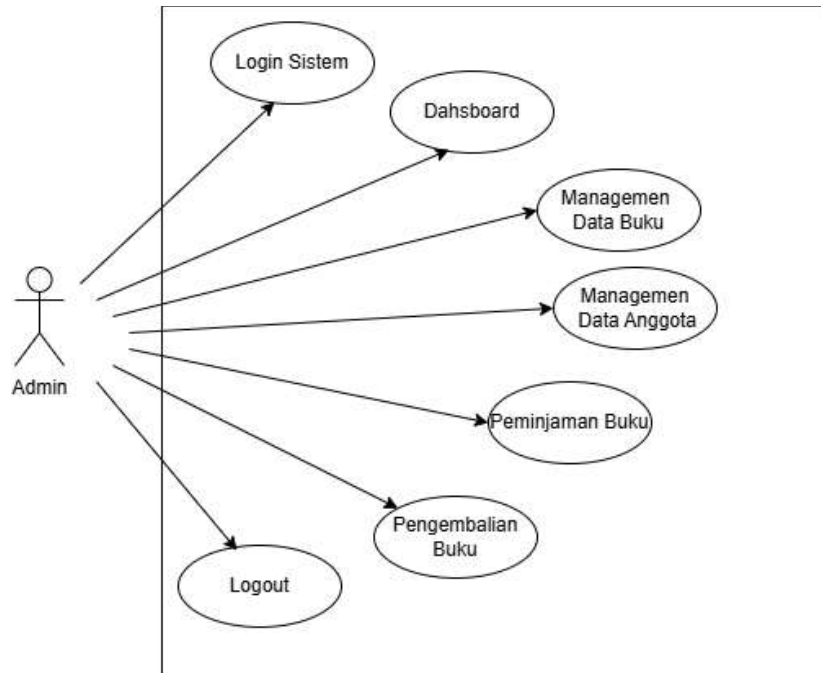 Login Sistem
Dahsboard
Managemen
Data Buku
Managemen
Data Anggota
Admin
Peminjaman Buku
Pengembalian
Buku
Logout